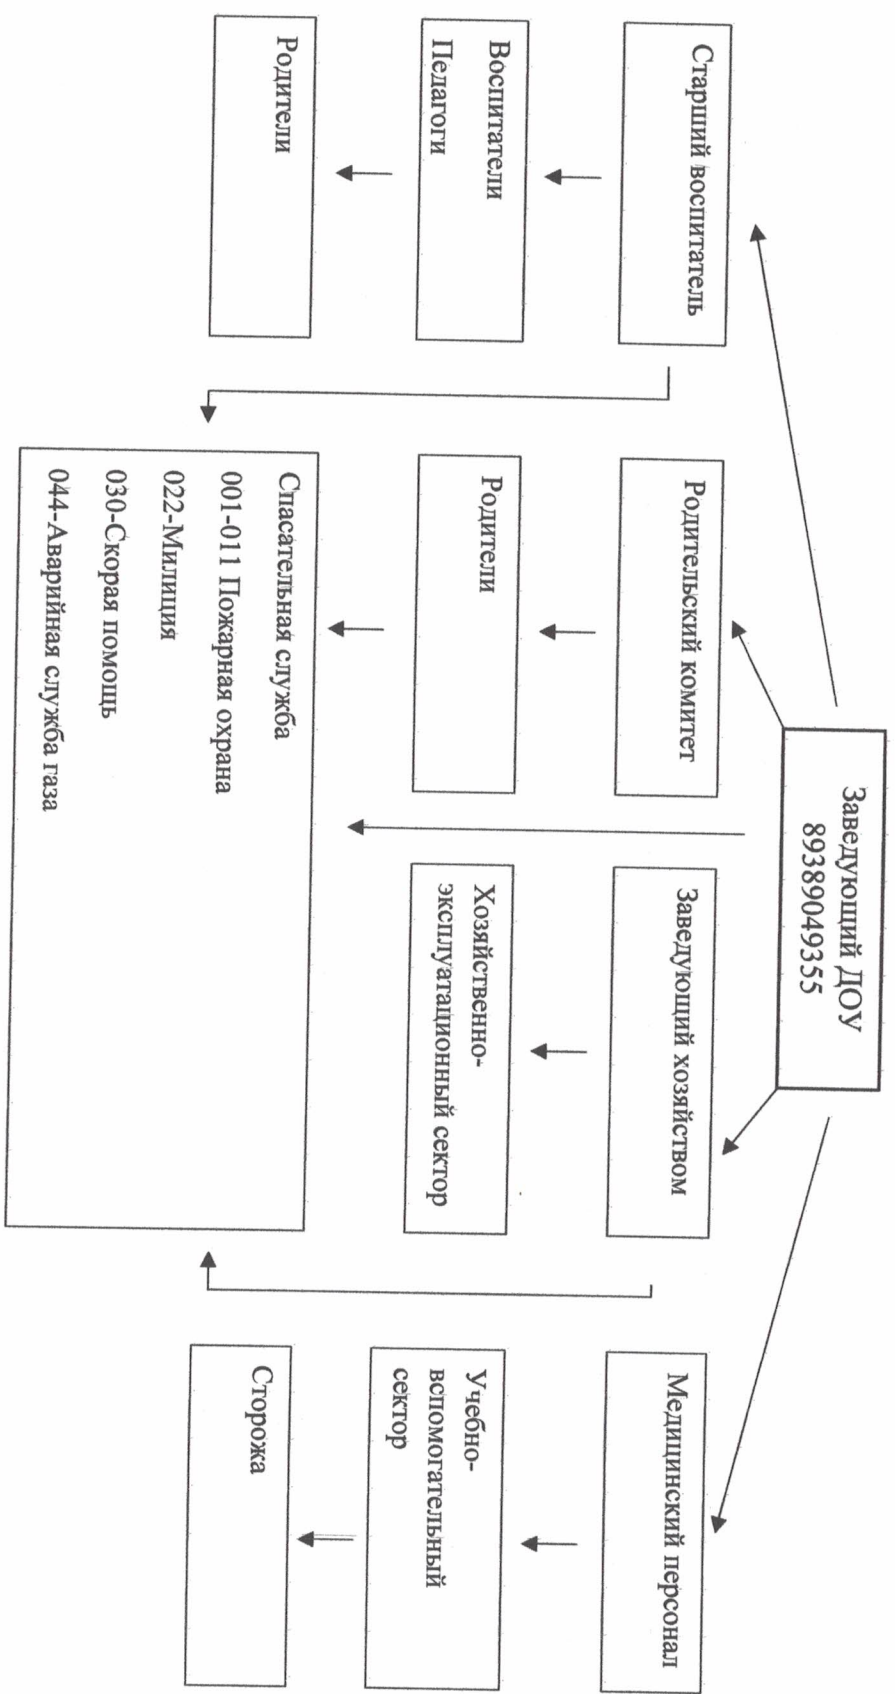 Заведующий ДОУ
89389049355
Старший воспитатель
Родительский комитет
Заведующий хозяйством
Медицинский персонал
Воспитатели
Педагоги
Родители
Хозяйственно-
эксплуатационный сектор
Учебно-
вспомогательный
сектор
Родители
Спасательная служба
001-011 Пожарная охрана
022-Милиция
030-Скорая помощь
044-Аварийная служба газа
Сторожа